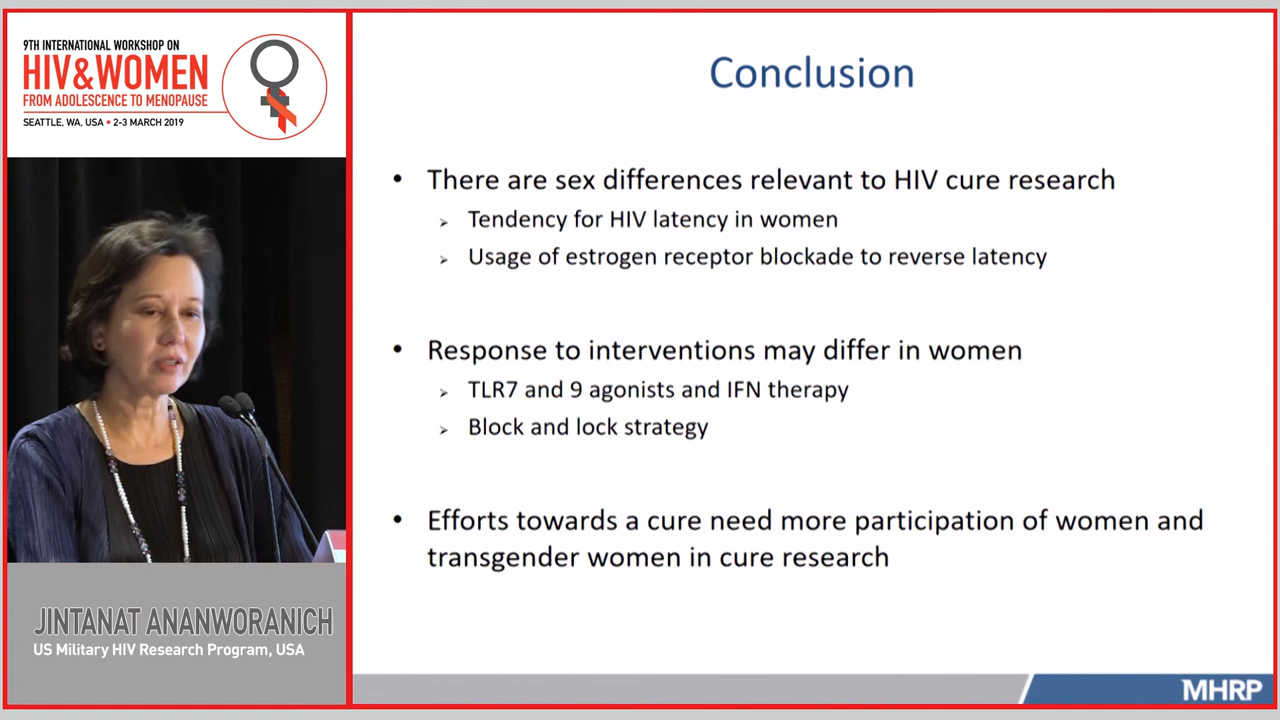 9TH INTERNATIONAL WORKSHOP ON
HIV&WOMEN
FROM ADOLESCENCE TO MENOPAUSE
SEATTLE, WA, USA • 2-3 MARCH 2019
JINTANAT ANANWORANICH
US Military HIV Research Program, USA
Conclusion
• There are sex differences relevant to HIV cure research
➢ Tendency for HIV latency in women
➢ Usage of estrogen receptor blockade to reverse latency
• Response to interventions may differ in women
➢ TLR7 and 9 agonists and IFN therapy
➢ Block and lock strategy
• Efforts towards a cure need more participation of women and
transgender women in cure research
MHRP